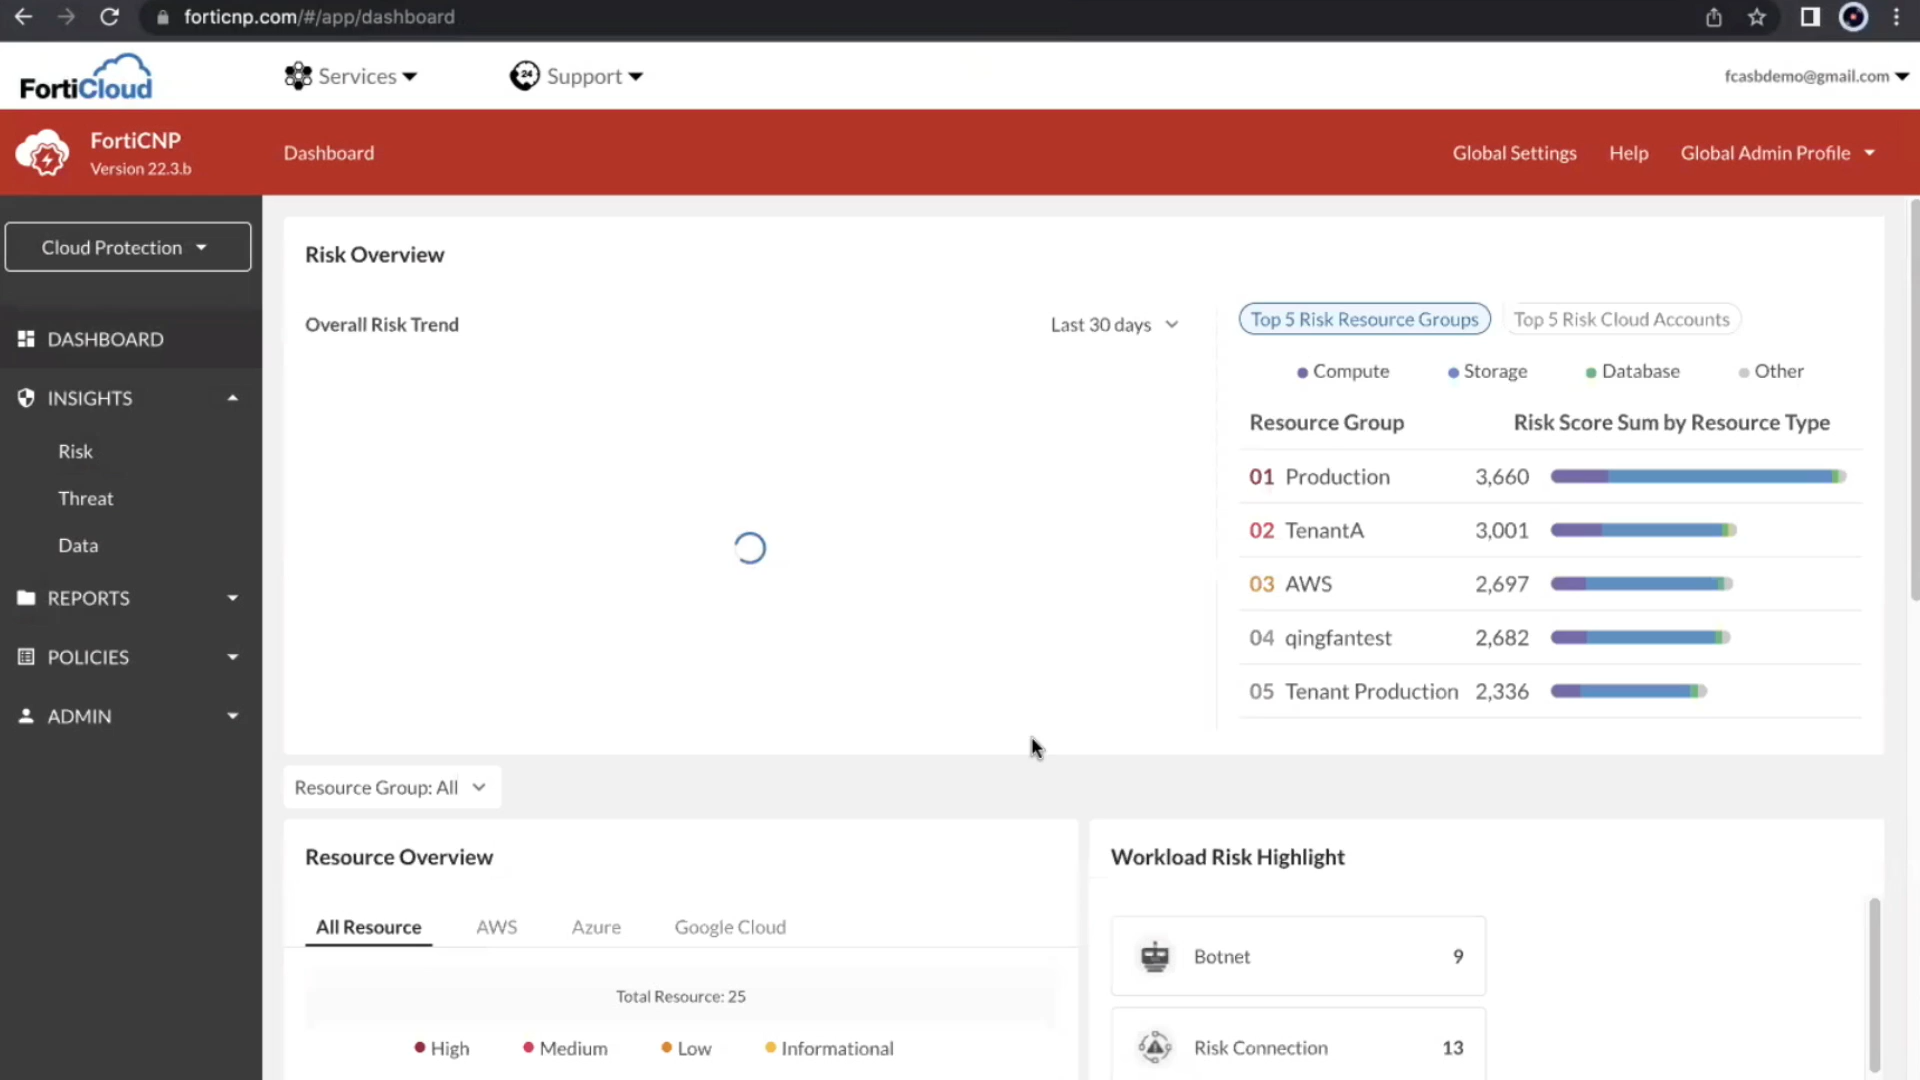 forticnp.com/#/app/dashboard
FortiCloud
Services
24
Support
fcasbdemo@gmail.com
FortiCNP
Version 22.3.b
Dashboard
Global Settings
Help
Global Admin Profile
Cloud Protection
DASHBOARD
INSIGHTS
Risk
Threat
Data
REPORTS
POLICIES
ADMIN
Risk Overview
Overall Risk Trend
Last 30 days
Top 5 Risk Resource Groups
Top 5 Risk Cloud Accounts
Compute
Storage
Database
Other
Resource Group Risk Score Sum by Resource Type
01 Production 3,660
02 TenantA 3,001
03 AWS 2,697
04 qingfantest 2,682
05 Tenant Production 2,336
Resource Group: All
Resource Overview
All Resource AWS Azure Google Cloud
Total Resource: 25
High Medium Low Informational
Workload Risk Highlight
Botnet 9
Risk Connection 13